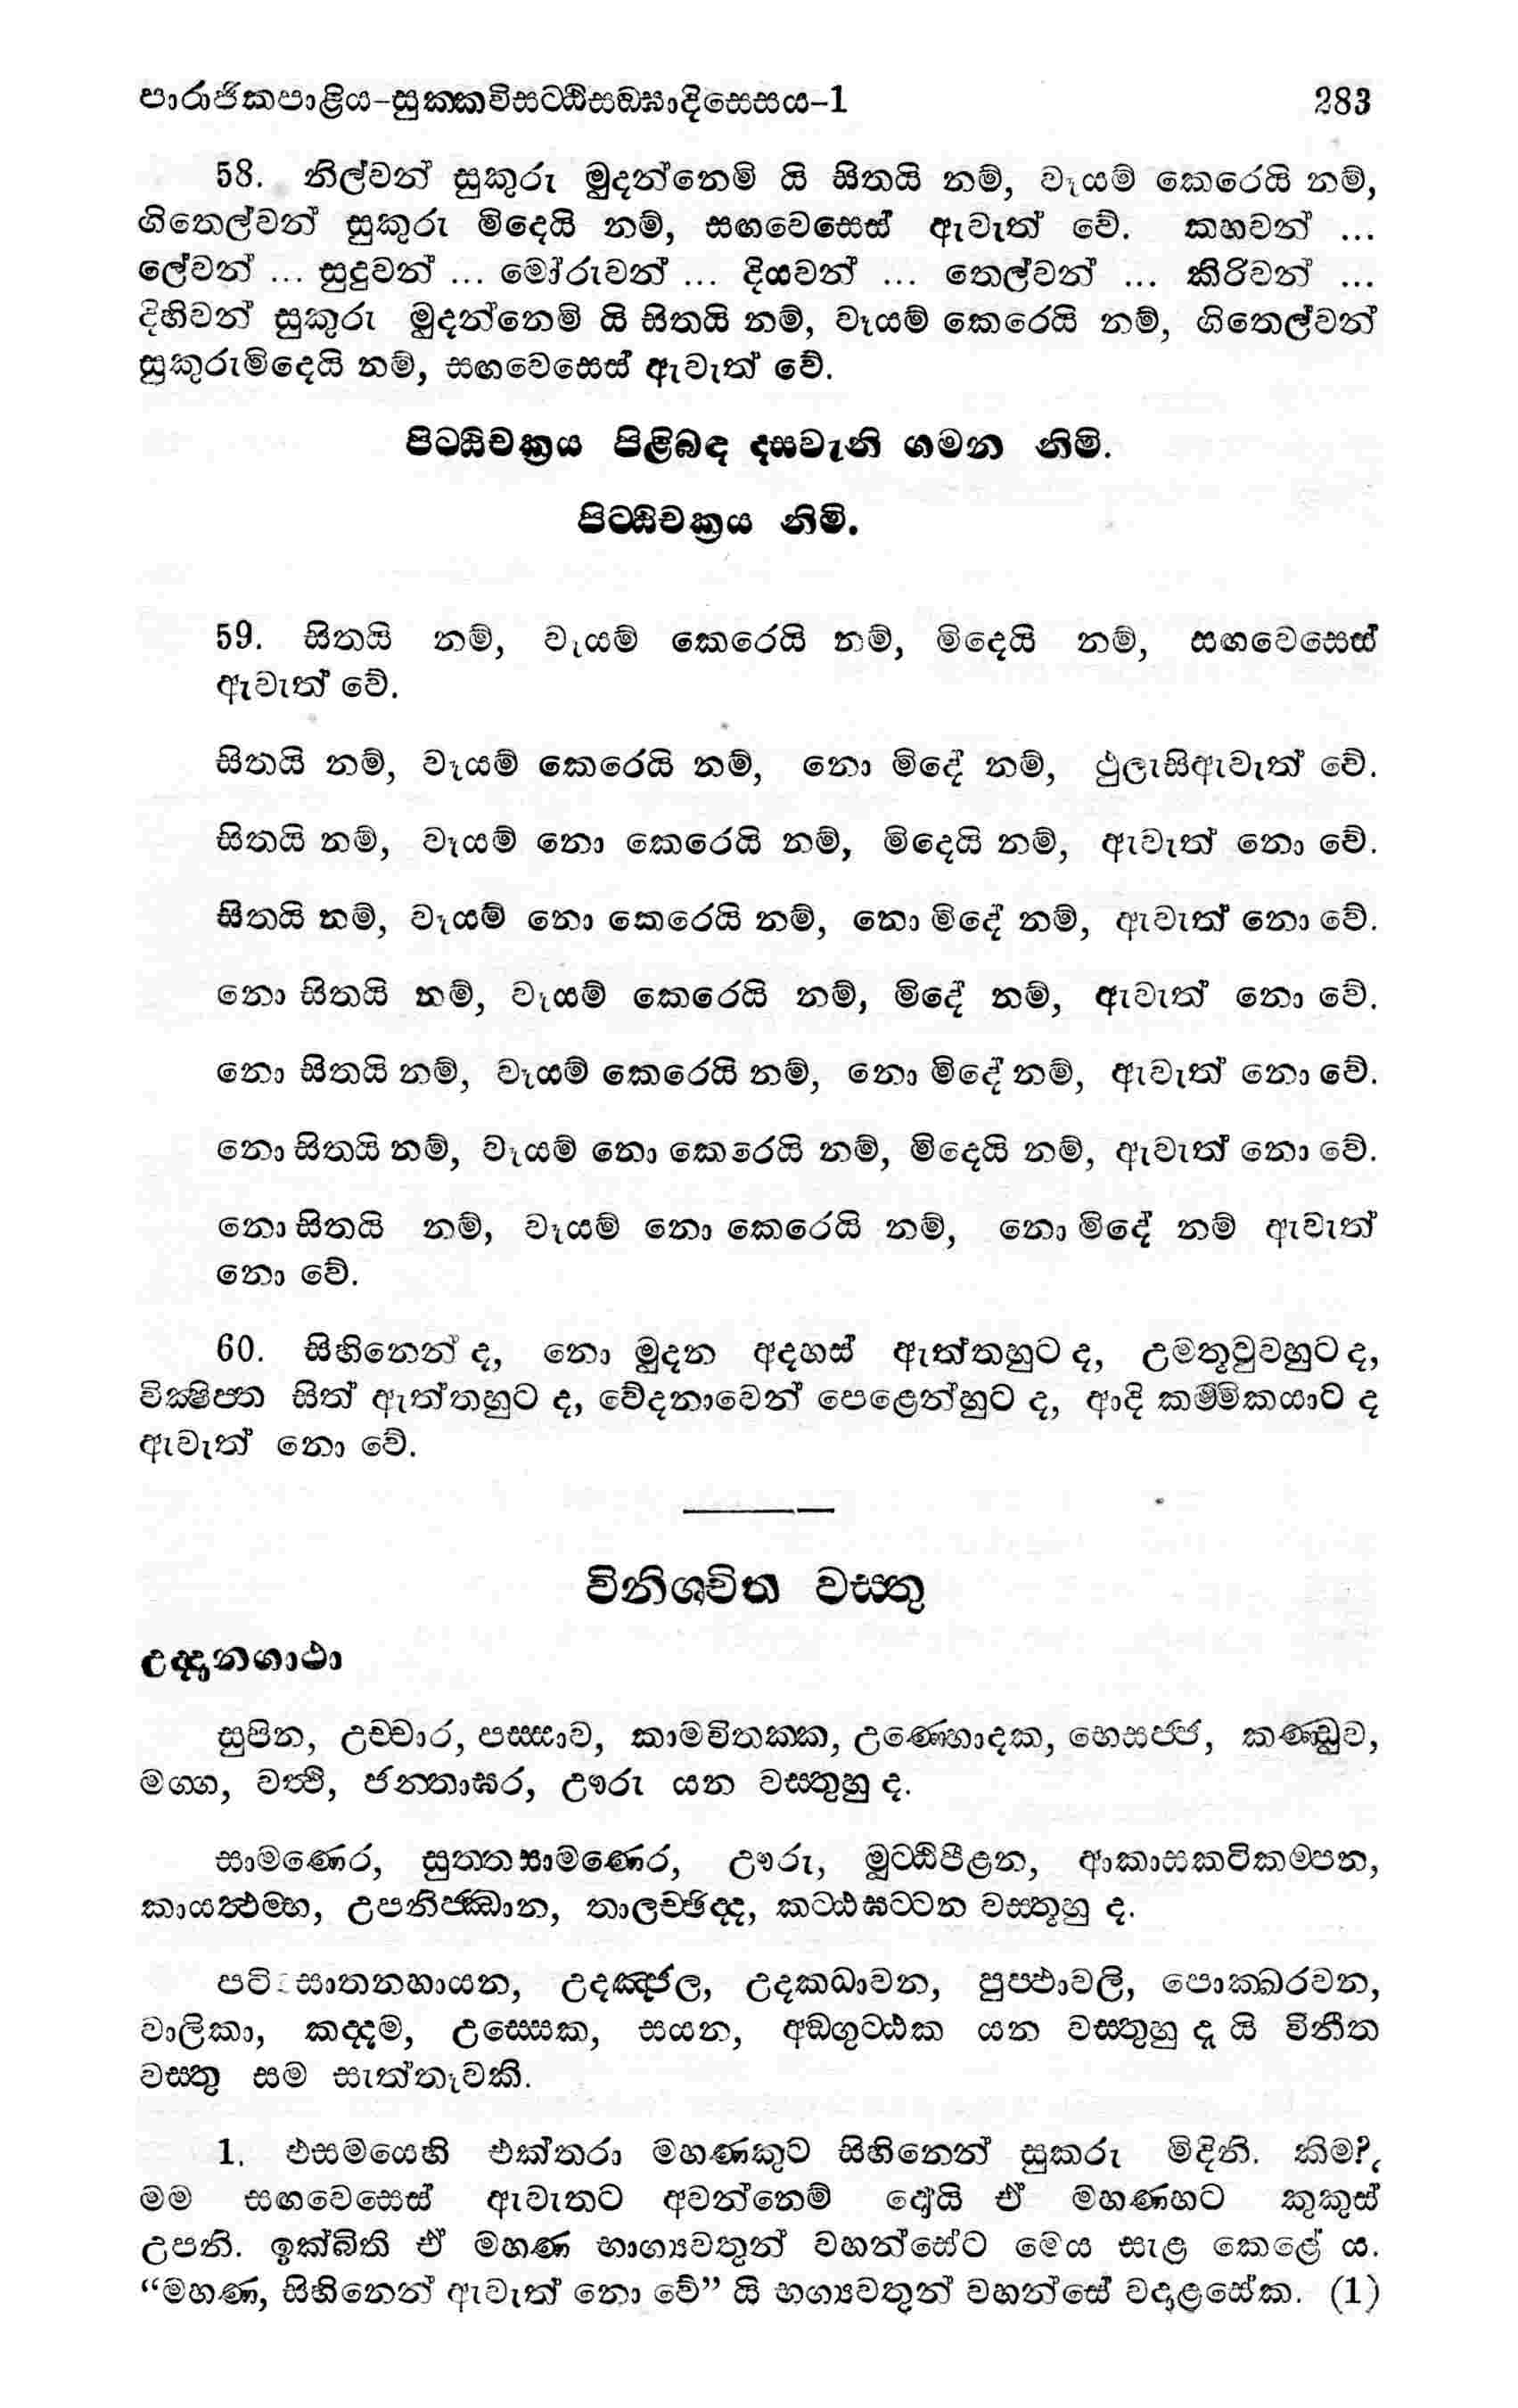 පාරාජිකපාළිය-සුක්කවිසට්ඨිසඞ්ඝාදිසෙසය-1 283
58. නිල්වන් සුකුරු මුදන්නෙමි යි සිතයි නම්, වෑයම් කෙරෙයි නම්,
ගිතෙල්වන් සුකුරු මිදෙයි නම්, සඟවෙසෙස් ඇවැත් වේ. කහවන් ...
ලේවන් ... සුදුවන් ... මෝරුවන් ... දියවන් ... තෙල්වන් ... කිරිවන් ...
දිහිවන් සුකුරු මුදන්නෙමි යි සිතයි නම්, වෑයම් කෙරෙයි නම්, ගිතෙල්වන්
සුකුරුමිදෙයි නම්, සඟවෙසෙස් ඇවැත් වේ.
පිට්ඨිචක්‍රය පිළිබඳ දසවැනි ගමන නිමි.
පිට්ඨිචක්‍රය නිමි.
59. සිතයි නම්, වෑයම් කෙරෙයි නම්, මිදෙයි නම්, සඟවෙසෙස්
ඇවැත් වේ.
සිතයි නම්, වෑයම් කෙරෙයි නම්, නො මිදේ නම්, ථුලැසිඇවැත් වේ.
සිතයි නම්, වෑයම් නො කෙරෙයි නම්, මිදෙයි නම්, ඇවැත් නො වේ.
සිතයි නම්, වෑයම් නො කෙරෙයි නම්, නො මිදේ නම්, ඇවැත් නො වේ.
නො සිතයි නම්, වෑයම් කෙරෙයි නම්, මිදේ නම්, ඇවැත් නො වේ.
නො සිතයි නම්, වෑයම් කෙරෙයි නම්, නො මිදේ නම්, ඇවැත් නො වේ.
නො සිතයි නම්, වෑයම් නො කෙරෙයි නම්, මිදෙයි නම්, ඇවැත් නො වේ.
නො සිතයි නම්, වෑයම් නො කෙරෙයි නම්, නො මිදේ නම් ඇවැත්
නො වේ.
60. සිහිනෙන් ද, නො මුදන අදහස් ඇත්තහුට ද, උමතූවූවහුට ද,
වික්‍ෂිප්ත සිත් ඇත්තහුට ද, වේදනාවෙන් පෙළෙන්හුට ද, ආදි කම්මිකයාට ද
ඇවැත් නො වේ.
විනිශ්චිත වස්තු
උද්දානගාථා
සුපින, උච්චාර, පස්සාව, කාමවිතක්ක, උණ්හොදක, භෙසජ්ජ, කණ්ඩුව,
මග්ග, වත්ථි, ජන්තාඝර, ඌරු යන වස්තුහු ද.
සාමණෙර, සුත්තසාමණෙර, ඌරු, මුට්ඨිපීළන, ආකාසකටිකම්පන,
කායත්ථම්භ, උපනිජ්ඣාන, තාලච්ඡිද්ද, කට්ඨඝට්ටන වස්තූහු ද.
පටිසොතනහායන, උදඤ්ජල, උදකධාවන, පුප්ඵාවලි, පොක්ඛරවන,
වාලිකා, කද්දම, උස්සෙක, සයන, අඞ්ගුට්ඨක යන වස්තුහු දැ යි විනීත
වස්තු සම සැත්තෑවකි.
1. එසමයෙහි එක්තරා මහණකුට සිහිනෙන් සුකරු මිදිනි. කිම?
මම සඟවෙසෙස් ඇවැතට අවන්නෙම් දෝයි ඒ මහණහට කුකුස්
උපනි. ඉක්බිති ඒ මහණ භාග්‍යවතුන් වහන්සේට මෙය සැළ කෙළේ ය.
“මහණ, සිහිනෙන් ඇවැත් නො වේ” යි භග්‍යවතුන් වහන්සේ වදාළසේක. (1)